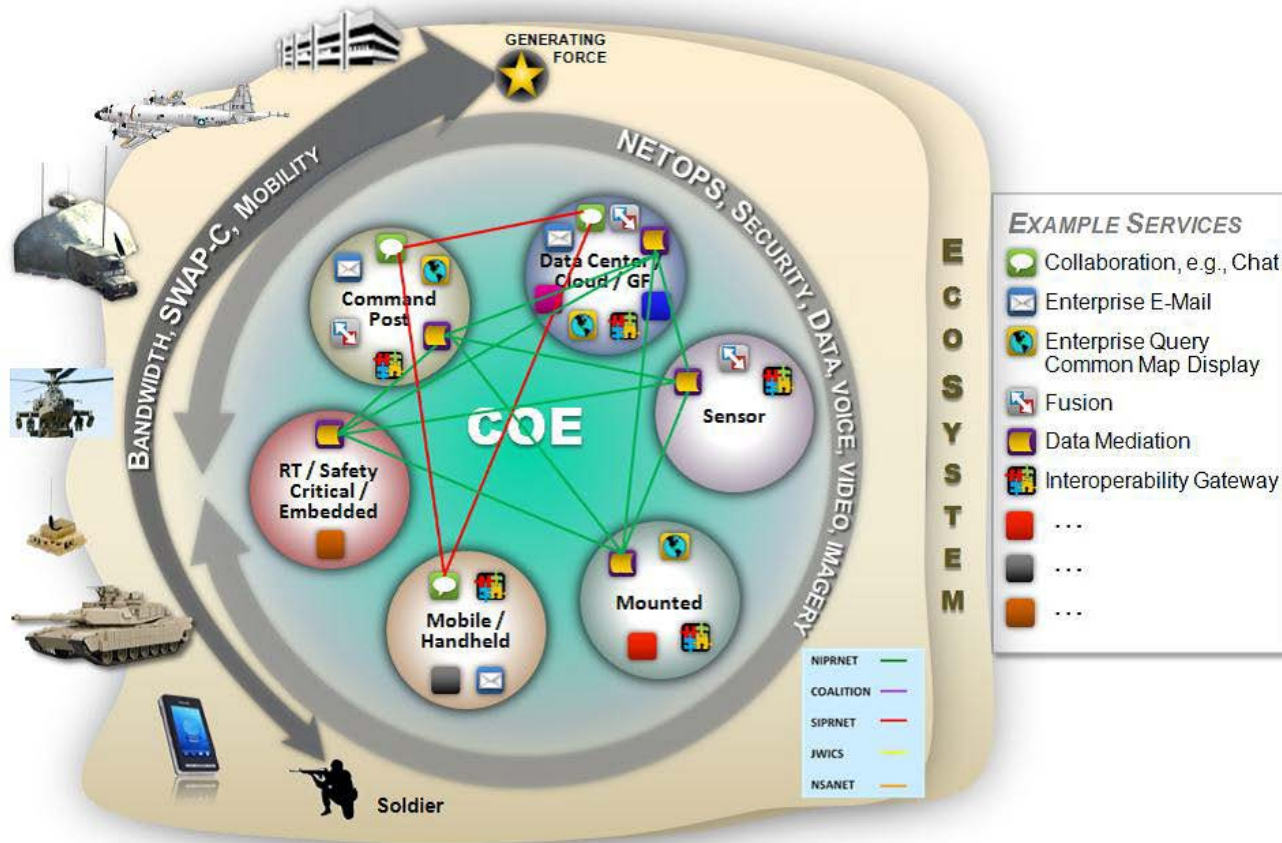 GENERATING
FORCE
BANDWIDTH, SWAP-C, MOBILITY
NETOPS, SECURITY, DATA, VOICE, VIDEO, IMAGERY
Command
Post
Data Center /
Cloud / GF
Sensor
COE
RT / Safety
Critical /
Embedded
Mobile /
Handheld
Mounted
Soldier
ECOSYSTEM
EXAMPLE SERVICES
Collaboration, e.g., Chat
Enterprise E-Mail
Enterprise Query
Common Map Display
Fusion
Data Mediation
Interoperability Gateway
...
...
...
NIPRNET
COALITION
SIPRNET
JWICS
NSANET